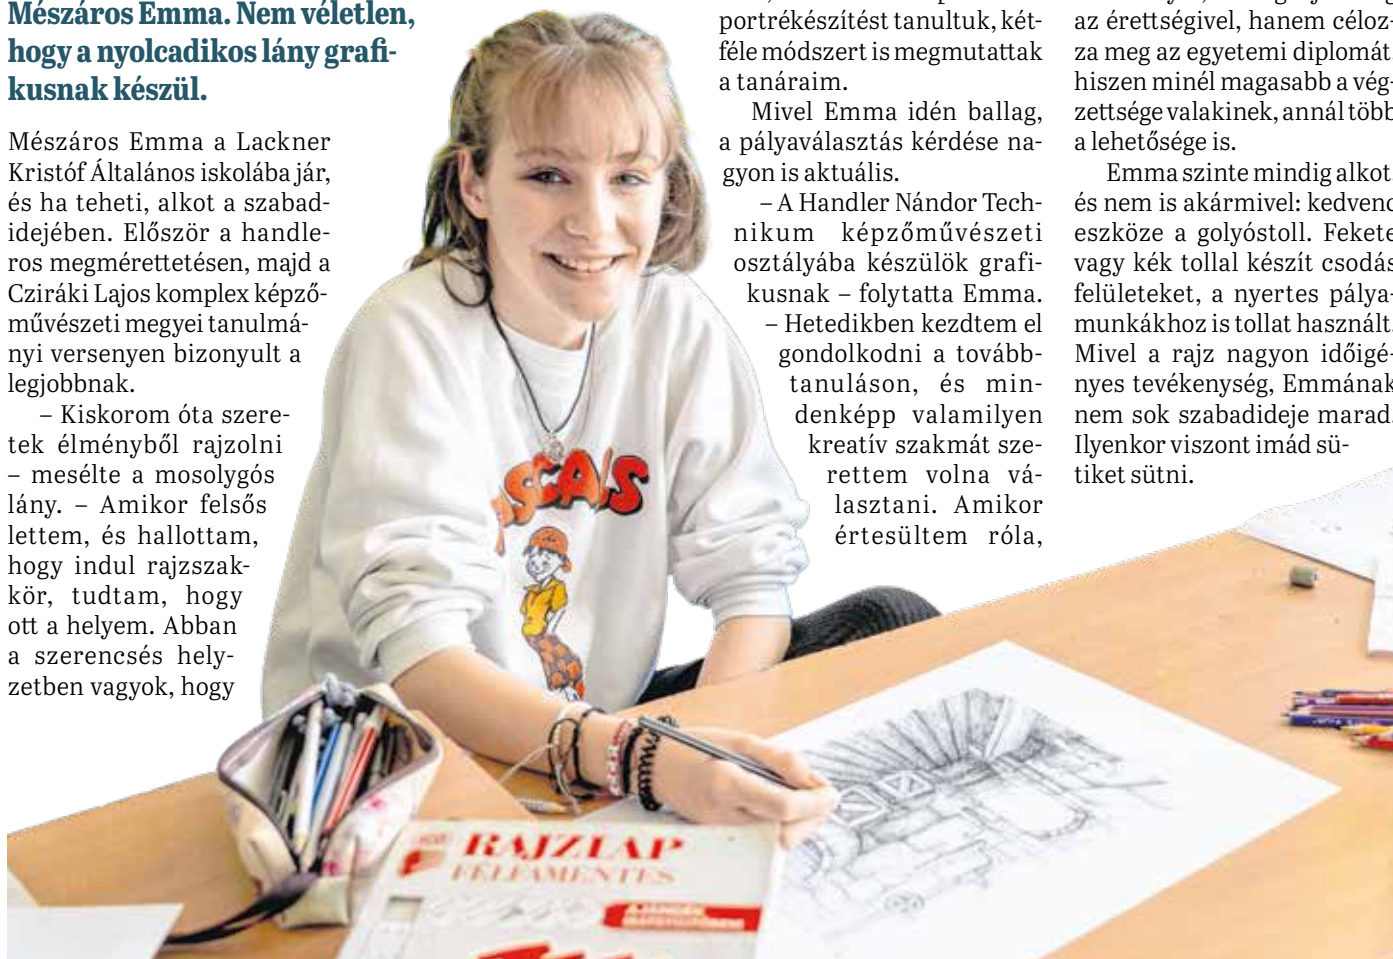 Mészáros Emma. Nem véletlen,
hogy a nyolcadikos lány grafi-
kusnak készül.
Mészáros Emma a Lackner
Kristóf Általános iskolába jár,
és ha teheti, alkot a szabad-
idejében. Először a handle-
ros megmérettetésen, majd a
Cziráki Lajos komplex képző-
művészeti megyei tanulmá-
nyi versenyen bizonyult a
legjobbnak.
– Kiskorom óta szere-
tek élményből rajzolni
– mesélte a mosolygós
lány. – Amikor felsős
lettem, és hallottam,
hogy indul rajzszak-
kör, tudtam, hogy
ott a helyem. Abban
a szerencsés hely-
zetben vagyok, hogy
portrékészítést tanultuk, két-
féle módszert is megmutattak
a tanáraim.
Mivel Emma idén ballag,
a pályaválasztás kérdése na-
gyon is aktuális.
– A Handler Nándor Tech-
nikum képzőművészeti
osztályába készülök grafi-
kusnak – folytatta Emma.
– Hetedikben kezdtem el
gondolkodni a tovább-
tanuláson, és min-
denképp valamilyen
kreatív szakmát sze-
rettem volna vá-
lasztani. Amikor
értesültem róla,
az érettségivel, hanem céloz-
za meg az egyetemi diplomát,
hiszen minél magasabb a vég-
zettsége valakinek, annál több
a lehetősége is.
Emma szinte mindig alkot,
és nem is akármivel: kedvenc
eszköze a golyóstoll. Fekete
vagy kék tollal készít csodás
felületeket, a nyertes pálya-
munkákhoz is tollat használt.
Mivel a rajz nagyon időigé-
nyes tevékenység, Emmának
nem sok szabadideje marad.
Ilyenkor viszont imád sü-
tiket sütni.
SCALS
RAJZLAP
FÉLFAMENTES
AJÁNDÉK